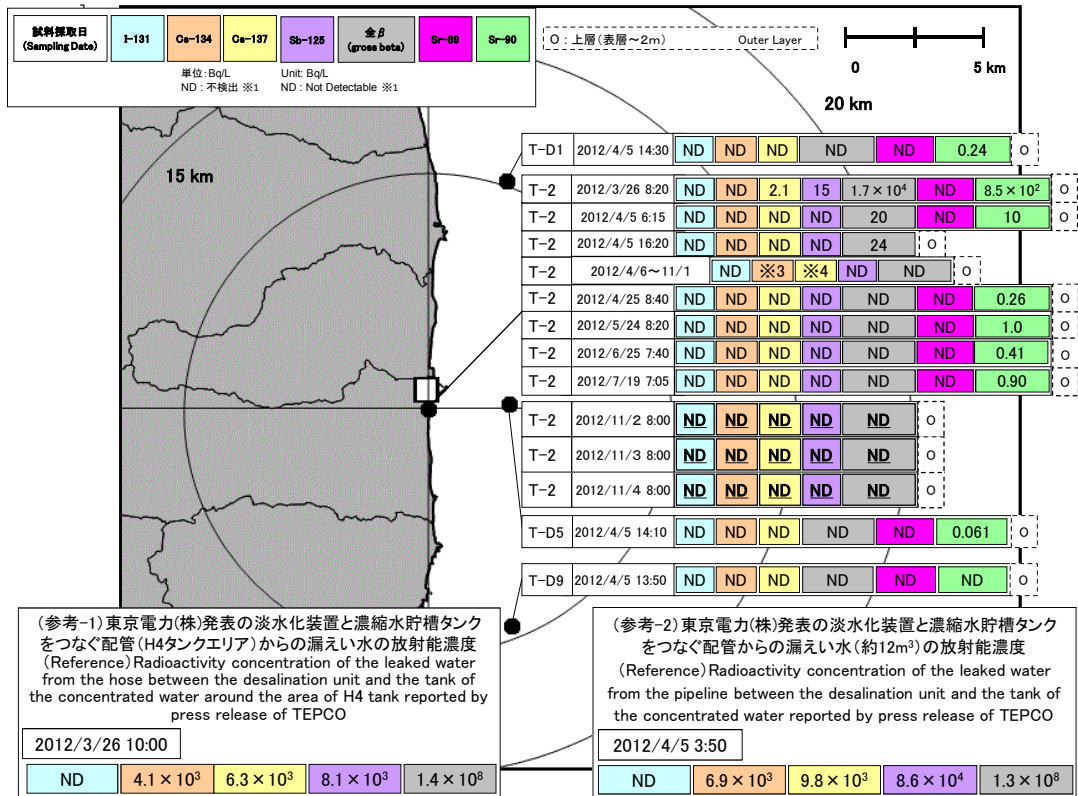 試料採取日
(Sampling Date)
I-131
Cs-134
Cs-137
Sb-125
全β
(gross beta)
Sr-89
Sr-90
単位:Bq/L
Unit: Bq/L
ND : 不検出 ※1
ND : Not Detectable ※1
O : 上層(表層~2m) Outer Layer
0 5 km
20 km
15 km
T-D1 2012/4/5 14:30 ND ND ND ND ND 0.24 O
T-2 2012/3/26 8:20 ND ND 2.1 15 1.7×10⁴ ND 8.5×10² O
T-2 2012/4/5 6:15 ND ND ND ND 20 ND 10 O
T-2 2012/4/5 16:20 ND ND ND ND 24 O
T-2 2012/4/6~11/1 ND ※3 ※4 ND ND O
T-2 2012/4/25 8:40 ND ND ND ND ND ND 0.26 O
T-2 2012/5/24 8:20 ND ND ND ND ND ND 1.0 O
T-2 2012/6/25 7:40 ND ND ND ND ND ND 0.41 O
T-2 2012/7/19 7:05 ND ND ND ND ND ND 0.90 O
T-2 2012/11/2 8:00 ND ND ND ND ND O
T-2 2012/11/3 8:00 ND ND ND ND ND O
T-2 2012/11/4 8:00 ND ND ND ND ND O
T-D5 2012/4/5 14:10 ND ND ND ND ND 0.061 O
T-D9 2012/4/5 13:50 ND ND ND ND ND ND O
(参考-1)東京電力(株)発表の淡水化装置と濃縮水貯槽タンク
をつなぐ配管(H4タンクエリア)からの漏えい水の放射能濃度
(Reference)Radioactivity concentration of the leaked water
from the hose between the desalination unit and the tank of
the concentrated water around the area of H4 tank reported by
press release of TEPCO
2012/3/26 10:00
ND 4.1×10³ 6.3×10³ 8.1×10³ 1.4×10⁸
(参考-2)東京電力(株)発表の淡水化装置と濃縮水貯槽タンク
をつなぐ配管からの漏えい水(約12m³)の放射能濃度
(Reference)Radioactivity concentration of the leaked water
from the pipeline between the desalination unit and the tank of
the concentrated water reported by press release of TEPCO
2012/4/5 3:50
ND 6.9×10³ 9.8×10³ 8.6×10⁴ 1.3×10⁸